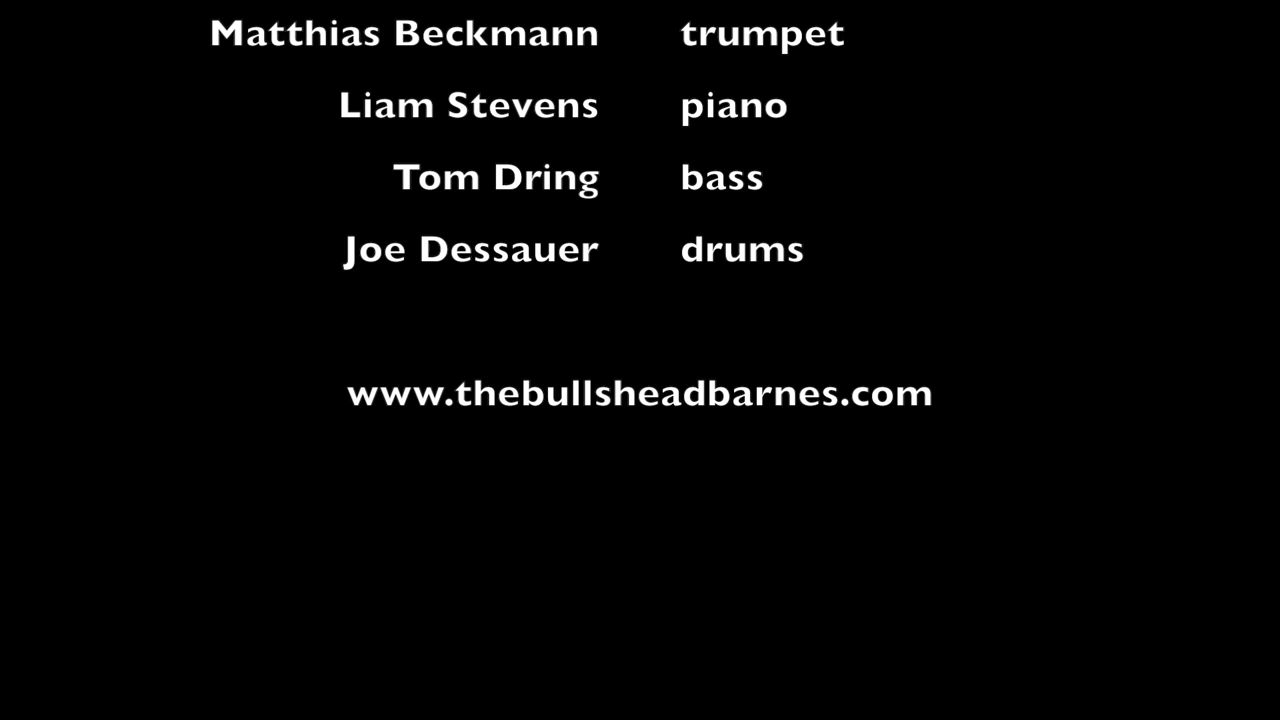 Matthias Beckmann trumpet
Liam Stevens piano
Tom Dring bass
Joe Dessauer drums
www.thebullsheadbarnes.com